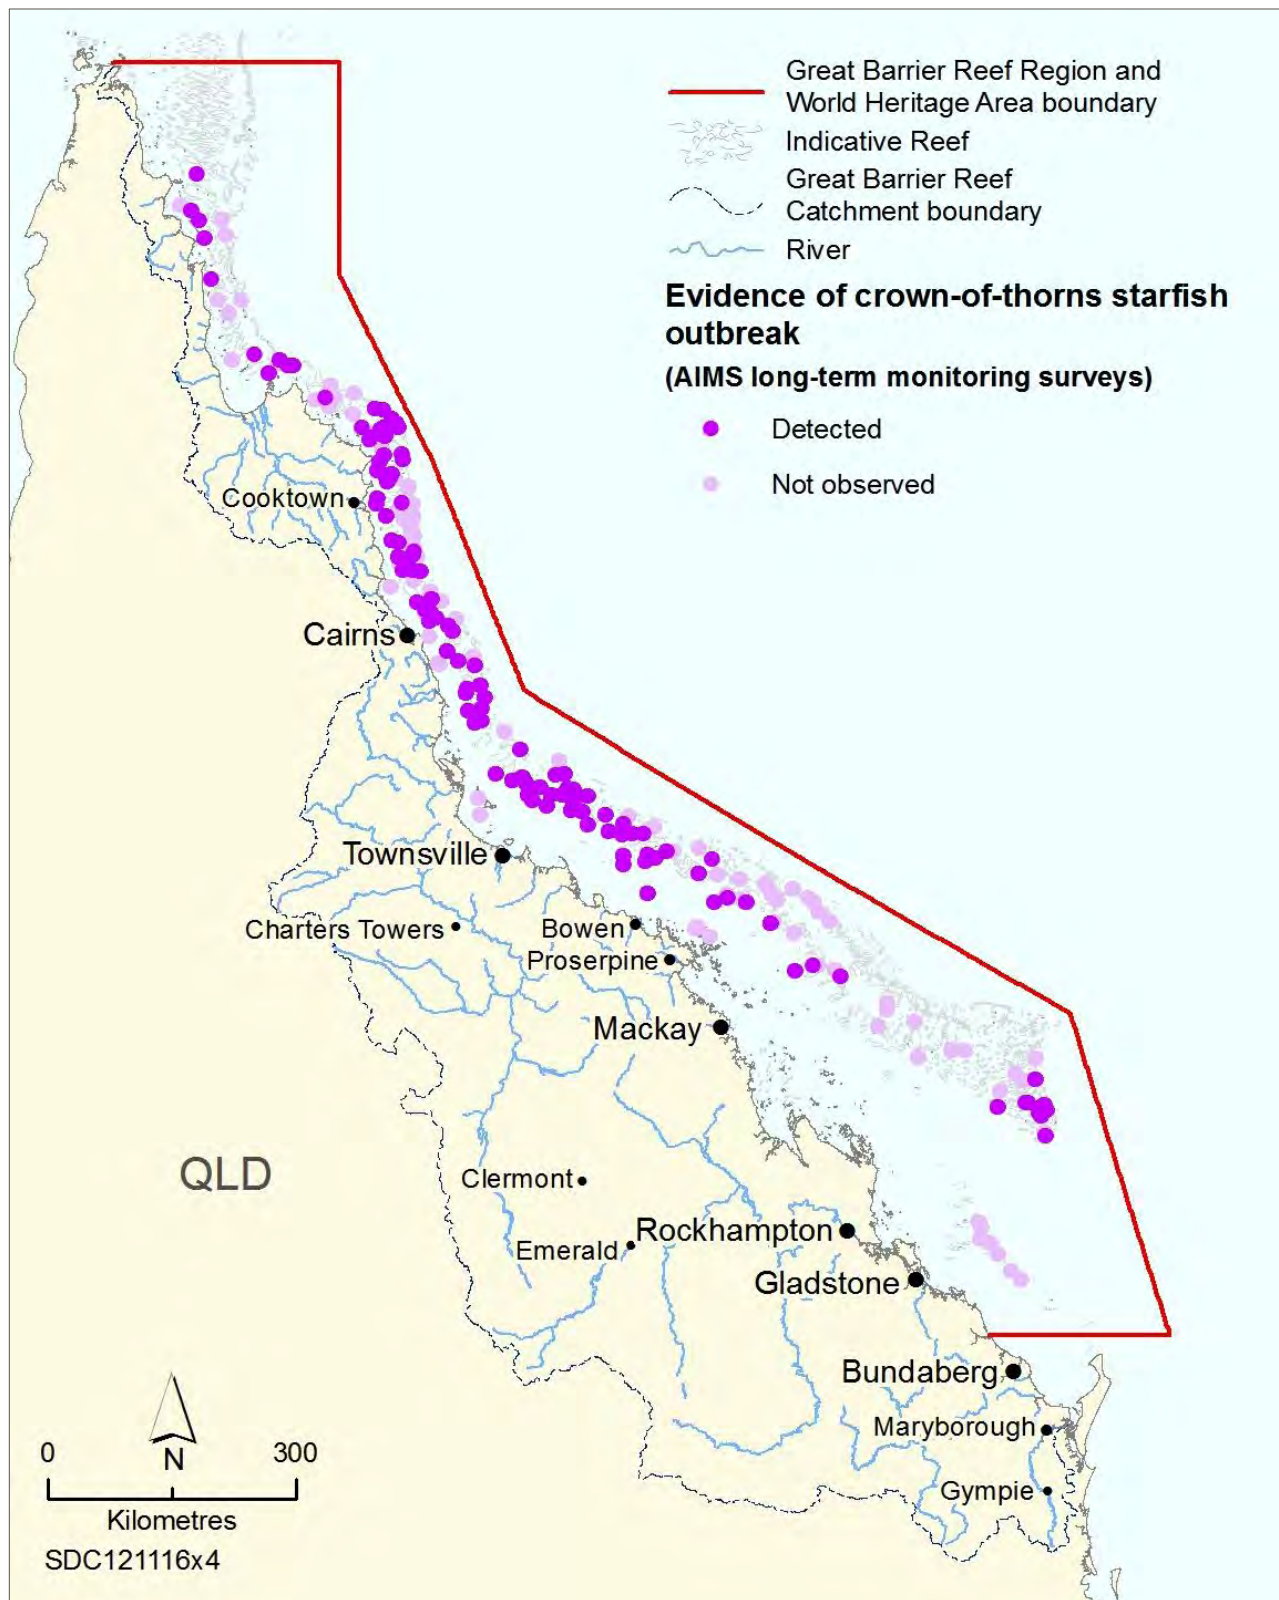 Great Barrier Reef Region and
World Heritage Area boundary
Indicative Reef
Great Barrier Reef
Catchment boundary
River
Evidence of crown-of-thorns starfish
outbreak
(AIMS long-term monitoring surveys)
Detected
Not observed
Cooktown
Cairns
Townsville
Charters Towers
Bowen
Proserpine
Mackay
QLD
Clermont
Rockhampton
Emerald
Gladstone
Bundaberg
Maryborough
Gympie
0 300
N
Kilometres
SDC121116x4